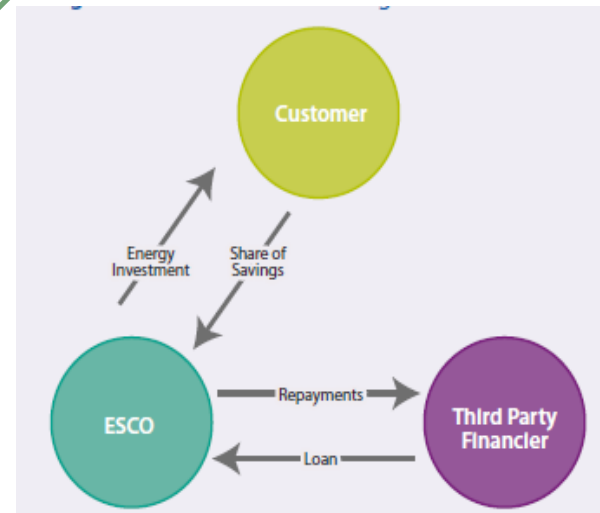 Customer
Energy
Investment
Share of
Savings
ESCO
Repayments
Third Party
Financier
Loan